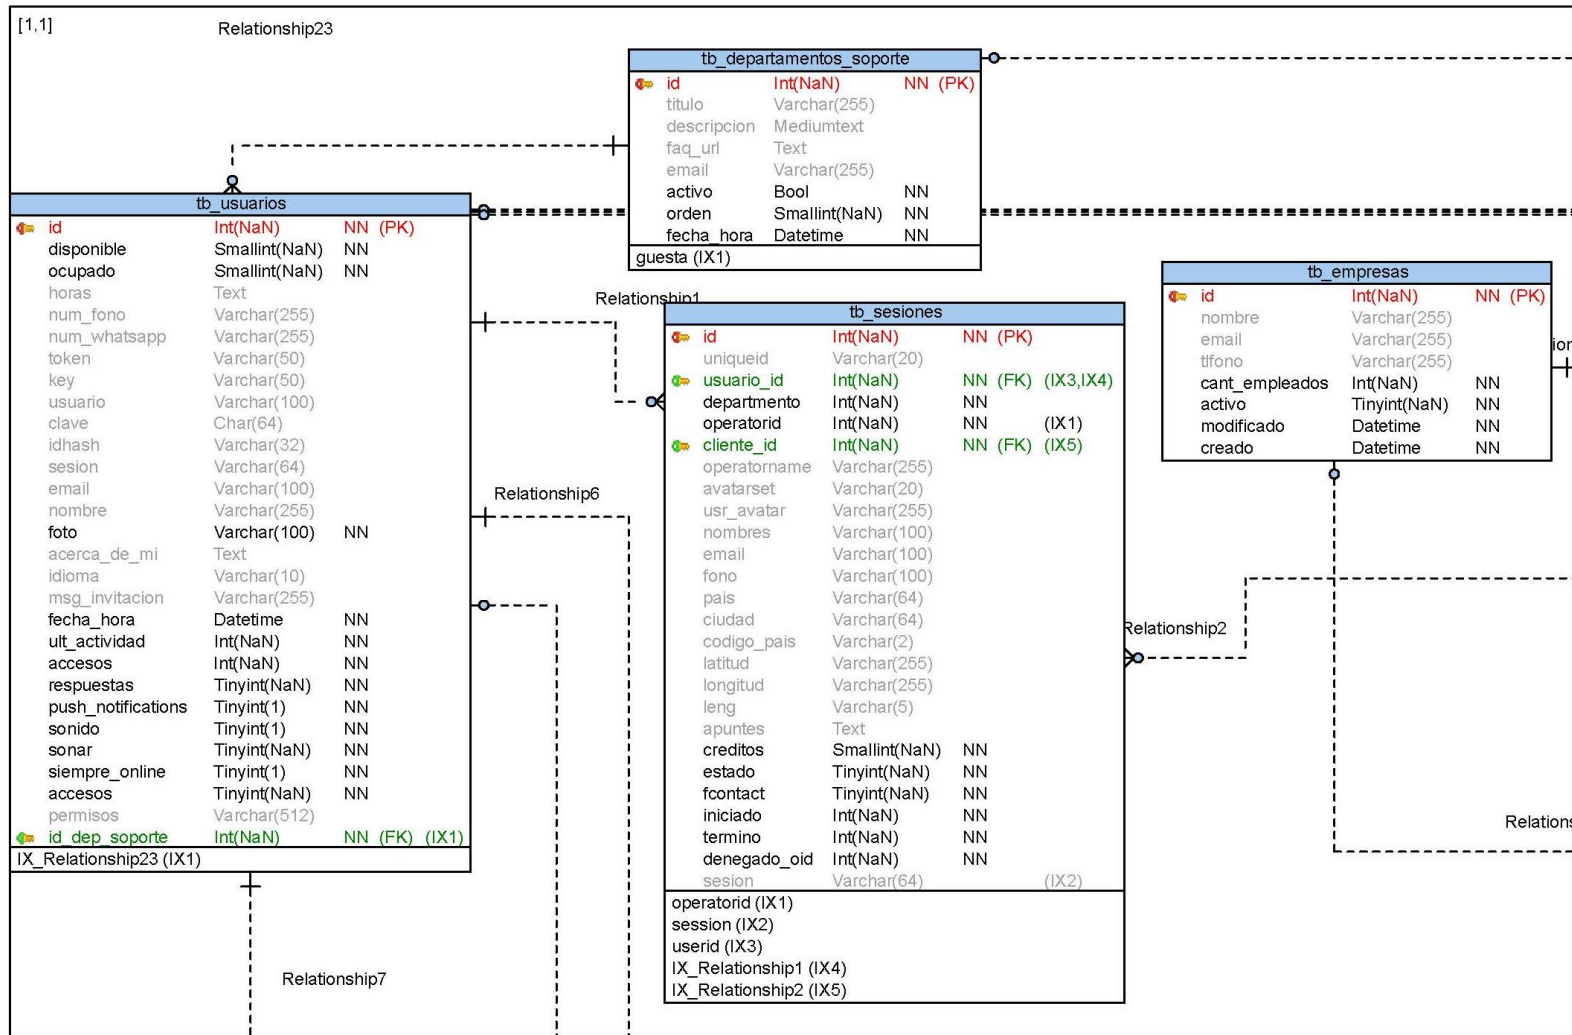 [1,1]
Relationship23
tb_departamentos_soporte
id Int(NaN) NN (PK)
titulo Varchar(255)
descripcion Mediumtext
faq_url Text
email Varchar(255)
activo Bool NN
orden Smallint(NaN) NN
fecha_hora Datetime NN
guesta (IX1)
tb_usuarios
id Int(NaN) NN (PK)
disponible Smallint(NaN) NN
ocupado Smallint(NaN) NN
horas Text
num_fono Varchar(255)
num_whatsapp Varchar(255)
token Varchar(50)
key Varchar(50)
usuario Varchar(100)
clave Char(64)
idhash Varchar(32)
sesion Varchar(64)
email Varchar(100)
nombre Varchar(255)
foto Varchar(100) NN
acerca_de_mi Text
idioma Varchar(10)
msg_invitacion Varchar(255)
fecha_hora Datetime NN
ult_actividad Int(NaN) NN
accesos Int(NaN) NN
respuestas Tinyint(NaN) NN
push_notifications Tinyint(1) NN
sonido Tinyint(1) NN
sonar Tinyint(NaN) NN
siempre_online Tinyint(1) NN
accesos Tinyint(NaN) NN
permisos Varchar(512)
id_dep_soporte Int(NaN) NN (FK) (IX1)
IX_Relationship23 (IX1)
Relationship1
tb_sesiones
id Int(NaN) NN (PK)
uniqueid Varchar(20)
usuario_id Int(NaN) NN (FK) (IX3,IX4)
departmento Int(NaN) NN
operatorid Int(NaN) NN (IX1)
cliente_id Int(NaN) NN (FK) (IX5)
operatorname Varchar(255)
avatarset Varchar(20)
usr_avatar Varchar(255)
nombres Varchar(100)
email Varchar(100)
fono Varchar(100)
pais Varchar(64)
ciudad Varchar(64)
codigo_pais Varchar(2)
latitud Varchar(255)
longitud Varchar(255)
leng Varchar(5)
apuntes Text
creditos Smallint(NaN) NN
estado Tinyint(NaN) NN
fcontact Tinyint(NaN) NN
iniciado Int(NaN) NN
termino Int(NaN) NN
denegado_oid Int(NaN) NN
sesion Varchar(64) (IX2)
operatorid (IX1)
session (IX2)
userid (IX3)
IX_Relationship1 (IX4)
IX_Relationship2 (IX5)
tb_empresas
id Int(NaN) NN (PK)
nombre Varchar(255)
email Varchar(255)
tlfono Varchar(255)
cant_empleados Int(NaN) NN
activo Tinyint(NaN) NN
modificado Datetime NN
creado Datetime NN
Relationship6
Relationship2
Relationship7